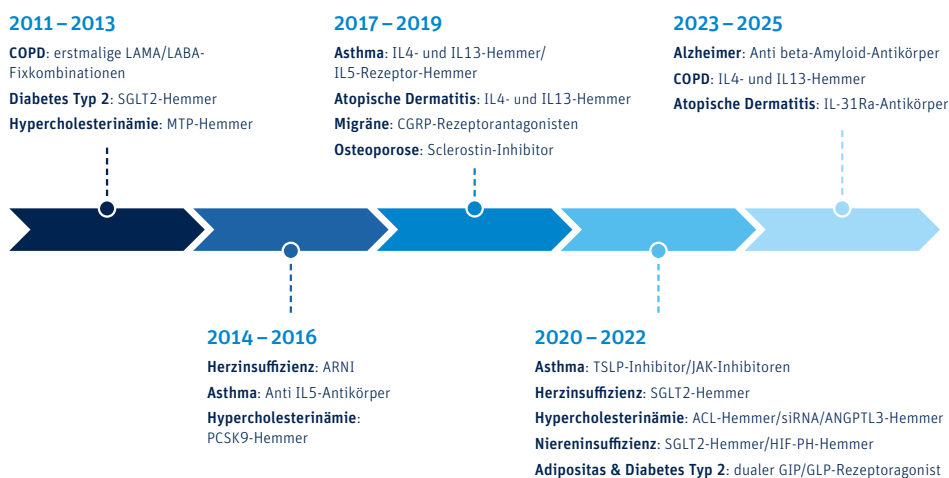 2011 – 2013
COPD: erstmalige LAMA/LABA-
Fixkombinationen
Diabetes Typ 2: SGLT2-Hemmer
Hypercholesterinämie: MTP-Hemmer
2017 – 2019
Asthma: IL4- und IL13-Hemmer/
IL5-Rezeptor-Hemmer
Atopische Dermatitis: IL4- und IL13-Hemmer
Migräne: CGRP-Rezeptorantagonisten
Osteoporose: Sclerostin-Inhibitor
2023 – 2025
Alzheimer: Anti beta-Amyloid-Antikörper
COPD: IL4- und IL13-Hemmer
Atopische Dermatitis: IL-31Ra-Antikörper
2014 – 2016
Herzinsuffizienz: ARNI
Asthma: Anti IL5-Antikörper
Hypercholesterinämie:
PCSK9-Hemmer
2020 – 2022
Asthma: TSLP-Inhibitor/JAK-Inhibitoren
Herzinsuffizienz: SGLT2-Hemmer
Hypercholesterinämie: ACL-Hemmer/siRNA/ANGPTL3-Hemmer
Niereninsuffizienz: SGLT2-Hemmer/HIF-PH-Hemmer
Adipositas & Diabetes Typ 2: dualer GIP/GLP-Rezeptoragonist